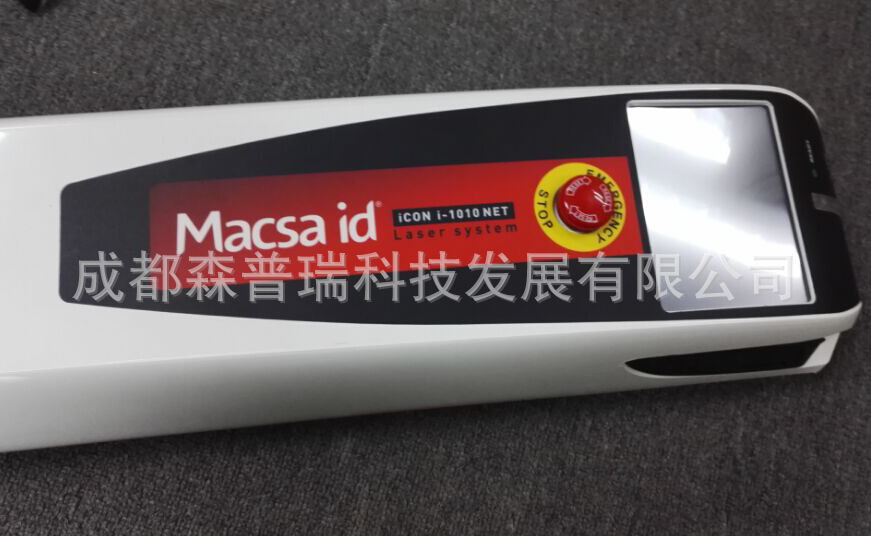 Macsa id®
iCON i-1010 NET
Laser system
EMERGENCY
STOP
成都森普瑞科技发展有限公司